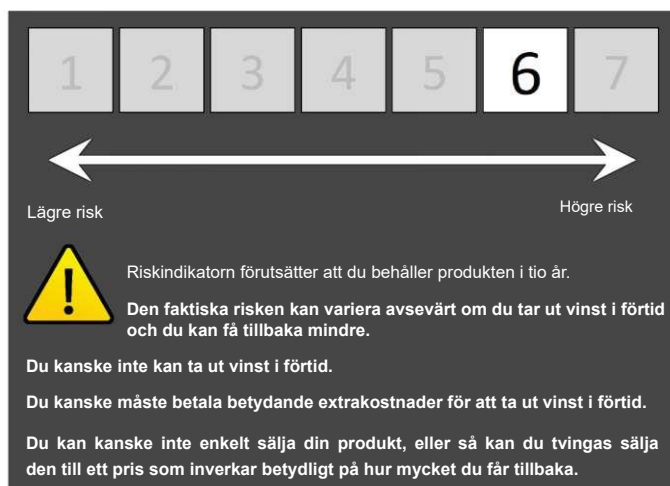 1 2 3 4 5 6 7
Lägre risk
Högre risk
!
Riskindikatorn förutsätter att du behåller produkten i tio år.
Den faktiska risken kan variera avsevärt om du tar ut vinst i förtid
och du kan få tillbaka mindre.
Du kanske inte kan ta ut vinst i förtid.
Du kanske måste betala betydande extrakostnader för att ta ut vinst i förtid.
Du kan kanske inte enkelt sälja din produkt, eller så kan du tvingas sälja
den till ett pris som inverkar betydligt på hur mycket du får tillbaka.